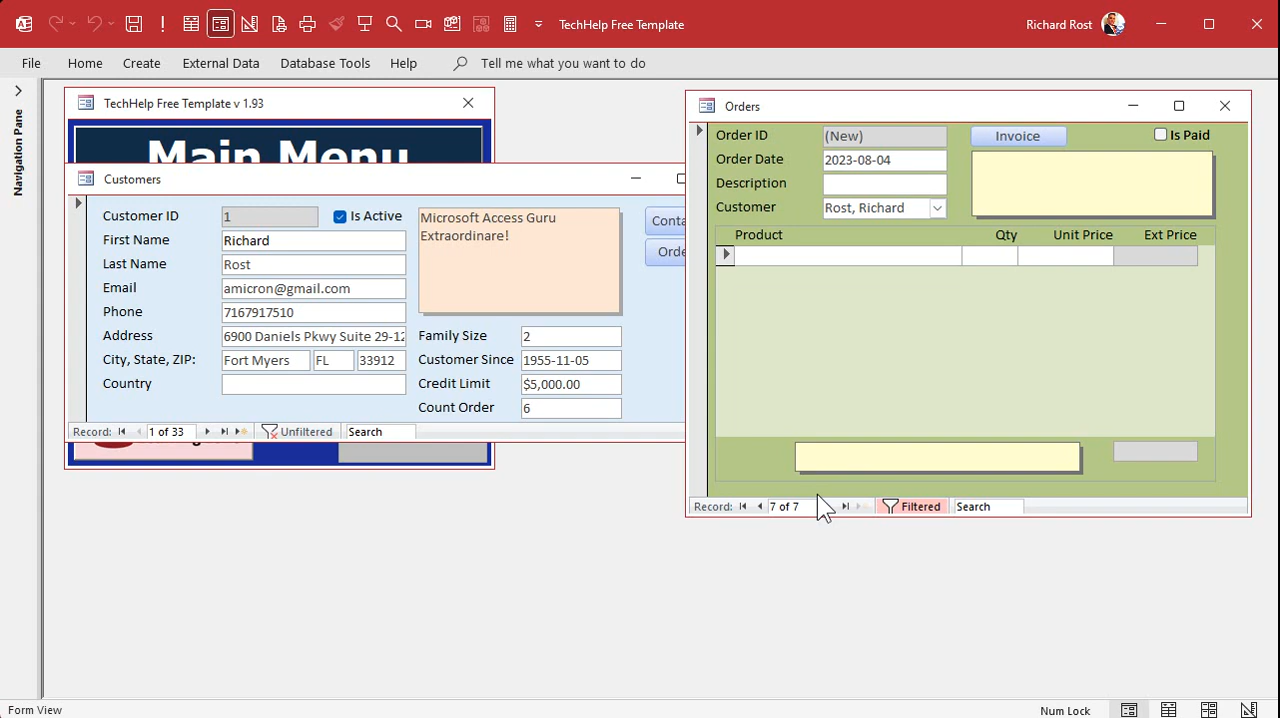 TechHelp Free Template
Richard Rost
File Home Create External Data Database Tools Help Tell me what you want to do
Navigation Pane
TechHelp Free Template v 1.93
Main Menu
Customers
Customer ID 1 Is Active
First Name Richard
Last Name Rost
Email amicron@gmail.com
Phone 7167917510
Address 6900 Daniels Pkwy Suite 29-12
City, State, ZIP: Fort Myers FL 33912
Country
Microsoft Access Guru
Extraordinare!
Family Size 2
Customer Since 1955-11-05
Credit Limit $5,000.00
Count Order 6
Conta
Orde
Record: 1 of 33 Unfiltered Search
Orders
Order ID (New) Invoice Is Paid
Order Date 2023-08-04
Description
Customer Rost, Richard
Product Qty Unit Price Ext Price
Record: 7 of 7 Filtered Search
Form View
Num Lock